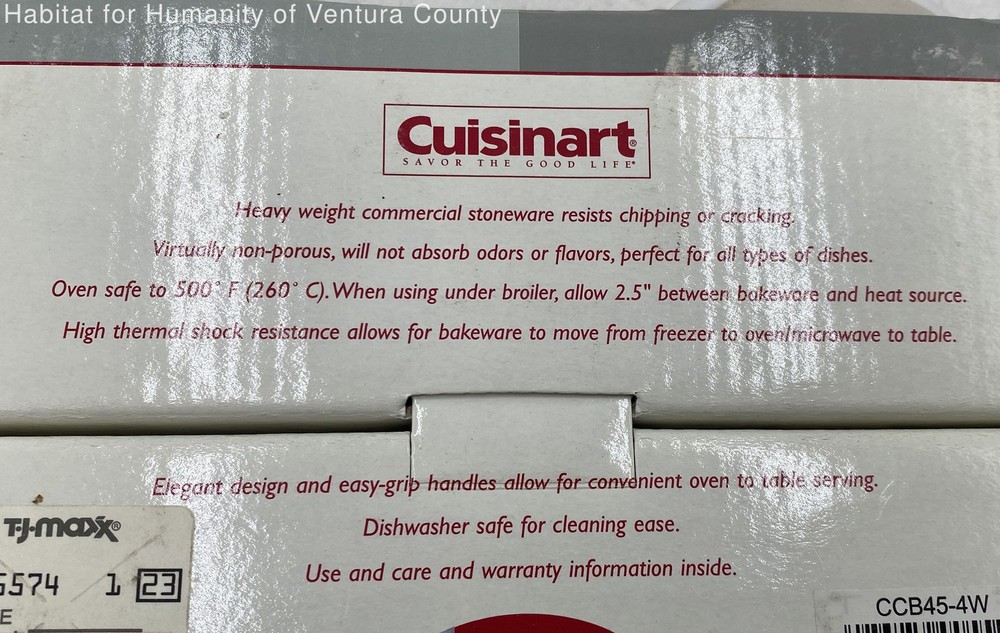 Habitat for Humanity of Ventura County
Cuisinart®
SAVOR THE GOOD LIFE®
Heavy weight commercial stoneware resists chipping or cracking.
Virtually non-porous, will not absorb odors or flavors, perfect for all types of dishes.
Oven safe to 500° F (260° C). When using under broiler, allow 2.5" between bakeware and heat source.
High thermal shock resistance allows for bakeware to move from freezer to oven/microwave to table.
Elegant design and easy-grip handles allow for convenient oven to table serving.
Dishwasher safe for cleaning ease.
Use and care and warranty information inside.
T·J·maxx®
5574 1 23
E
CCB45-4W